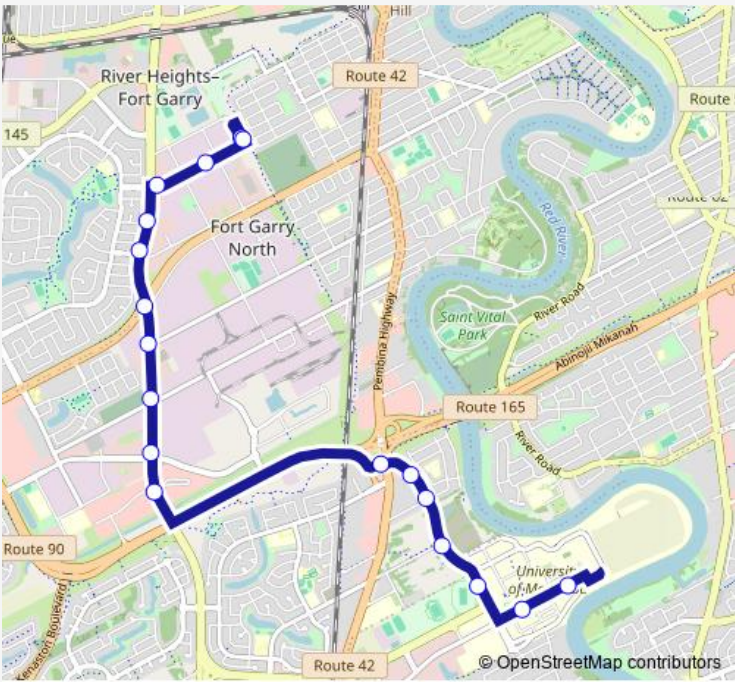 Hill
River Heights–
Fort Garry
Route 42
Route
145
Fort Garry
North
Red River
River Road
Saint Vital
Park
Pembina Highway
Abinojii Mikanah
Route 165
River Road
Route 90
Kenaston Boulevard
Route 42
© OpenStreetMap contributors